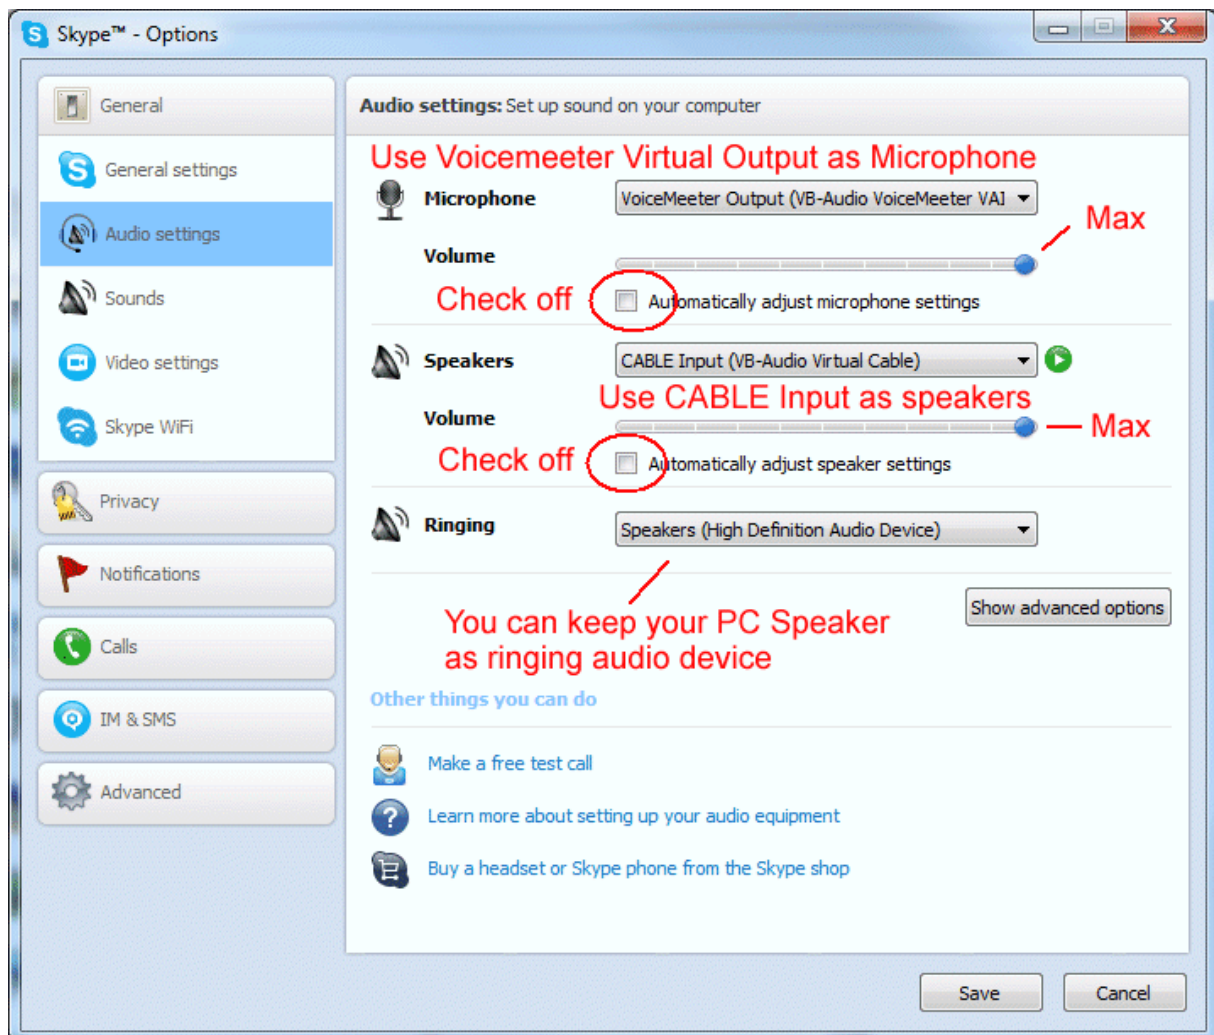 Skype™ - Options
General
General settings
Audio settings
Sounds
Video settings
Skype WiFi
Privacy
Notifications
Calls
IM & SMS
Advanced
Audio settings: Set up sound on your computer
Use Voicemeeter Virtual Output as Microphone
Microphone VoiceMeeter Output (VB-Audio VoiceMeeter VAI
Max
Volume
Check off Automatically adjust microphone settings
Speakers CABLE Input (VB-Audio Virtual Cable)
Use CABLE Input as speakers
Volume Max
Check off Automatically adjust speaker settings
Ringing Speakers (High Definition Audio Device)
Show advanced options
You can keep your PC Speaker
as ringing audio device
Other things you can do
Make a free test call
Learn more about setting up your audio equipment
Buy a headset or Skype phone from the Skype shop
Save Cancel